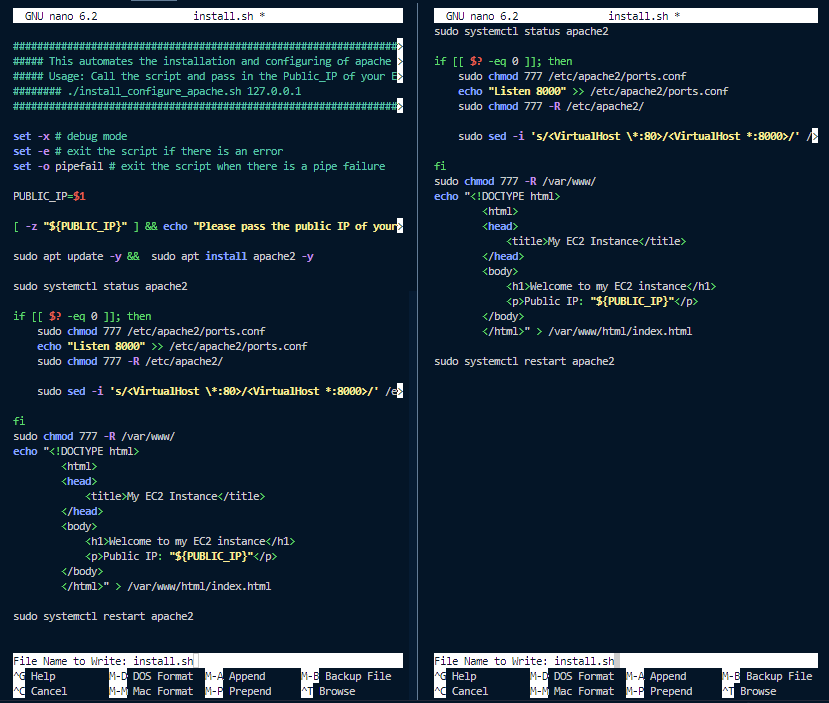 GNU nano 6.2 install.sh *
################################################################>
##### This automates the installation and configuring of apache >
##### Usage: Call the script and pass in the Public_IP of your E>
######## ./install_configure_apache.sh 127.0.0.1
################################################################>
set -x # debug mode
set -e # exit the script if there is an error
set -o pipefail # exit the script when there is a pipe failure
PUBLIC_IP=$1
[ -z "${PUBLIC_IP}" ] && echo "Please pass the public IP of your>
sudo apt update -y &&  sudo apt install apache2 -y
sudo systemctl status apache2
if [[ $? -eq 0 ]]; then
    sudo chmod 777 /etc/apache2/ports.conf
    echo "Listen 8000" >> /etc/apache2/ports.conf
    sudo chmod 777 -R /etc/apache2/
    sudo sed -i 's/<VirtualHost \*:80>/<VirtualHost *:8000>/' /e>
fi
sudo chmod 777 -R /var/www/
echo "<!DOCTYPE html>
        <html>
        <head>
            <title>My EC2 Instance</title>
        </head>
        <body>
            <h1>Welcome to my EC2 instance</h1>
            <p>Public IP: "${PUBLIC_IP}"</p>
        </body>
        </html>" > /var/www/html/index.html
sudo systemctl restart apache2
File Name to Write: install.sh
^G Help M-D DOS Format M-A Append M-B Backup File
^C Cancel M-M Mac Format M-P Prepend ^T Browse
GNU nano 6.2 install.sh *
sudo systemctl status apache2
if [[ $? -eq 0 ]]; then
    sudo chmod 777 /etc/apache2/ports.conf
    echo "Listen 8000" >> /etc/apache2/ports.conf
    sudo chmod 777 -R /etc/apache2/
    sudo sed -i 's/<VirtualHost \*:80>/<VirtualHost *:8000>/' />
fi
sudo chmod 777 -R /var/www/
echo "<!DOCTYPE html>
        <html>
        <head>
            <title>My EC2 Instance</title>
        </head>
        <body>
            <h1>Welcome to my EC2 instance</h1>
            <p>Public IP: "${PUBLIC_IP}"</p>
        </body>
        </html>" > /var/www/html/index.html
sudo systemctl restart apache2
File Name to Write: install.sh
^G Help M-D DOS Format M-A Append M-B Backup File
^C Cancel M-M Mac Format M-P Prepend ^T Browse